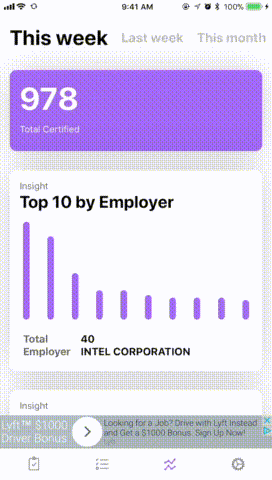 9:41 AM
100%
This week
Last week
This month
978
Total Certified
Insight
Top 10 by Employer
Total 40
Employer INTEL CORPORATION
Insight
Lyft™ $1000
Driver Bonus
Looking for a Job? Drive with Lyft Instead
and Get a $1000 Bonus. Sign Up Now!
Lyft